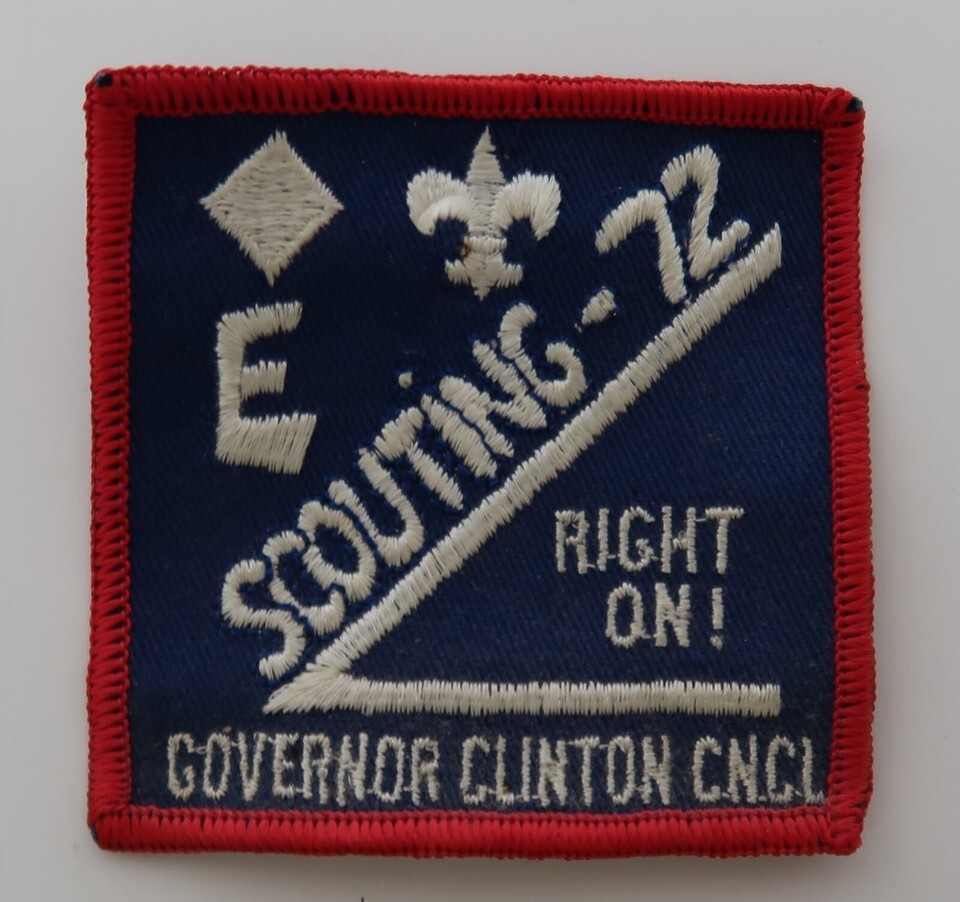 E
SCOUTING - 72
RIGHT
ON!
GOVERNOR CLINTON CNCL